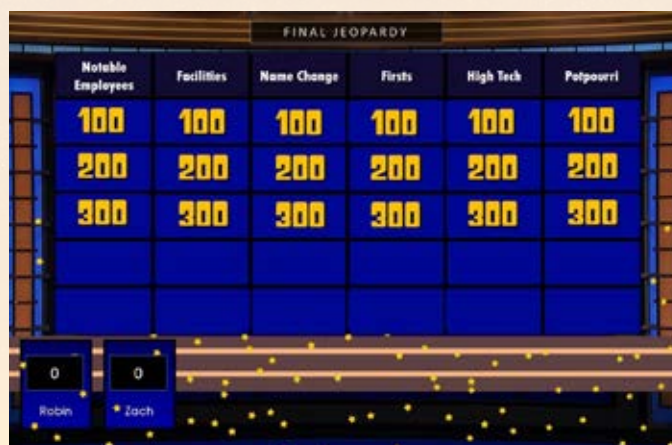 FINAL JEOPARDY
Notable Employees
Facilities
Name Change
Firsts
High Tech
Potpourri
100 100 100 100 100 100
200 200 200 200 200 200
300 300 300 300 300 300
0 0
Robin Zach